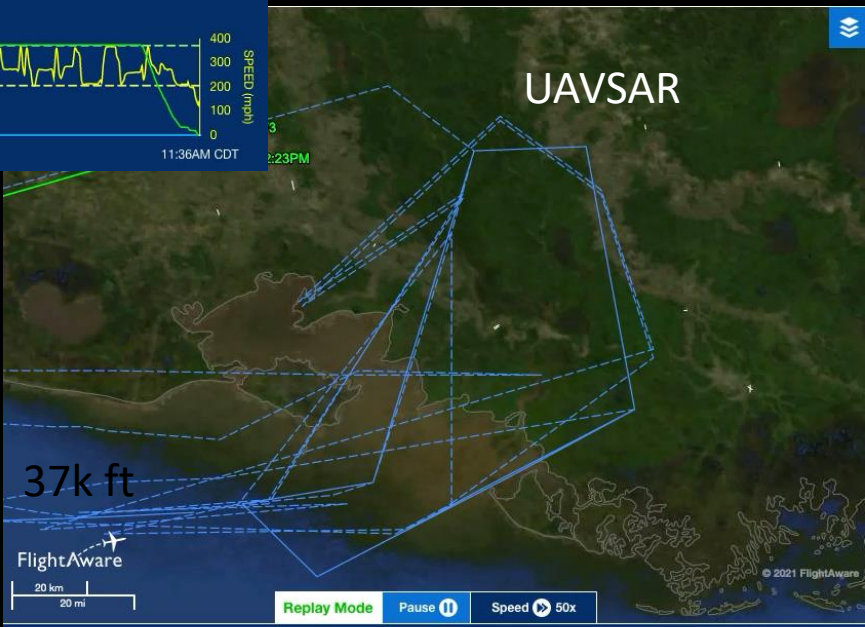 400
300
200
100
0
SPEED (mph)
11:36AM CDT
3
2:23PM
UAVSAR
37k ft
FlightAware
20 km
20 mi
© 2021 FlightAware
Replay Mode
Pause
Speed 50x